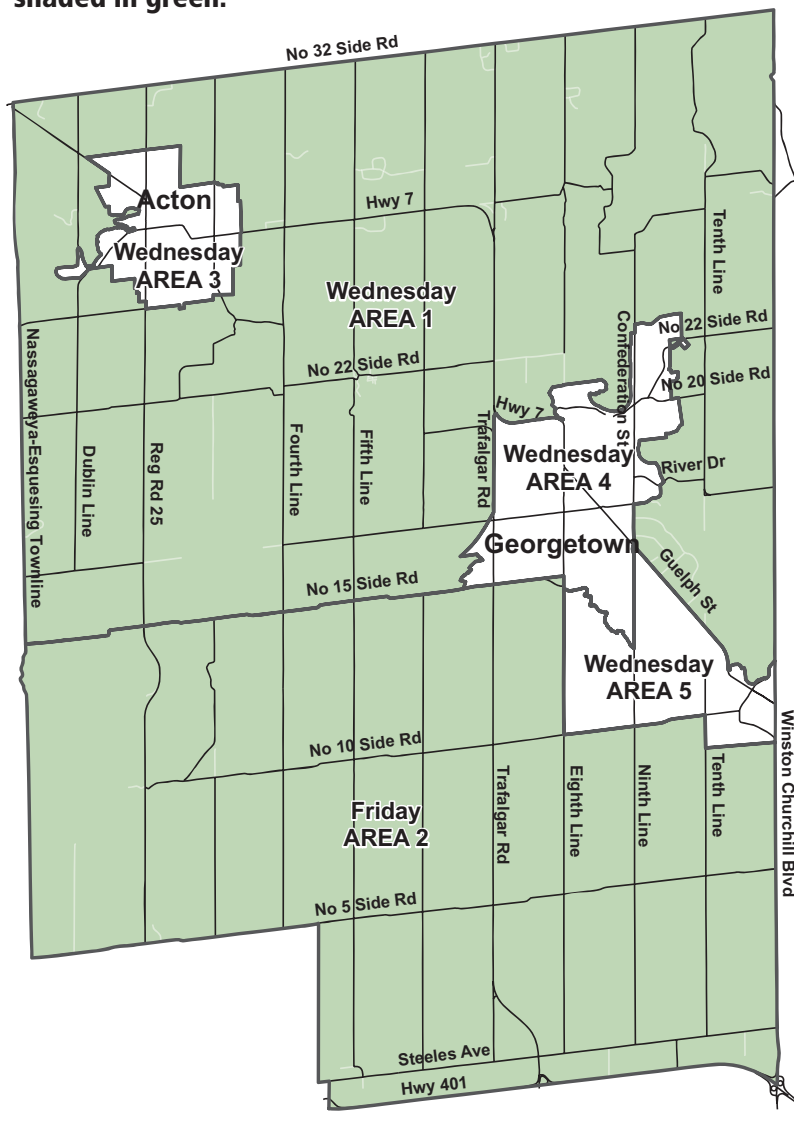 shaded in green.
No 32 Side Rd
Acton
Wednesday
AREA 3
Hwy 7
Wednesday
AREA 1
Tenth Line
No 22 Side Rd
Confederation St
No 22 Side Rd
No 20 Side Rd
Nassagaweya-Esquesing Townline
Dublin Line
Reg Rd 25
Fourth Line
Fifth Line
Trafalgar Rd
Hwy 7
Wednesday
AREA 4
River Dr
Georgetown
Guelph St
No 15 Side Rd
Wednesday
AREA 5
No 10 Side Rd
Winston Churchill Blvd
Trafalgar Rd
Eighth Line
Ninth Line
Tenth Line
Friday
AREA 2
No 5 Side Rd
Steeles Ave
Hwy 401